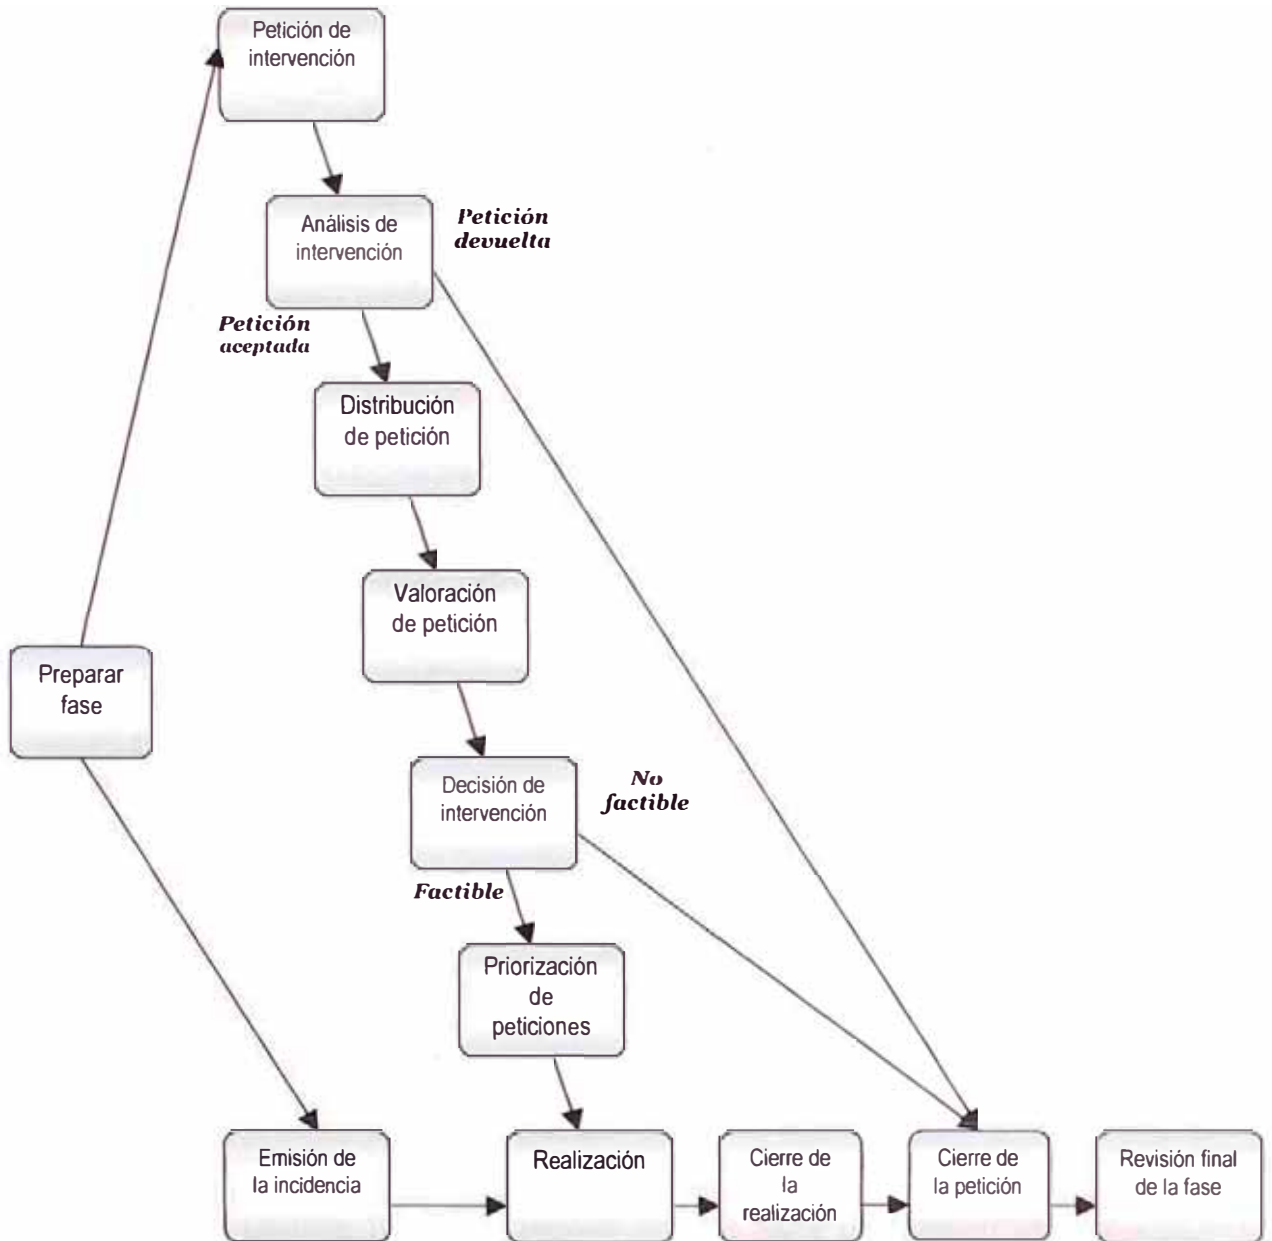 Petición de
intervención
Análisis de
intervención
Petición
devuelta
Petición
aceptada
Distribución
de petición
Valoración
de petición
Preparar
fase
Decisión de
intervención
No
factible
Factible
Priorización
de
peticiones
Emisión de
la incidencia
Realización
Cierre de
la
realización
Cierre de
la petición
Revisión final
de la fase